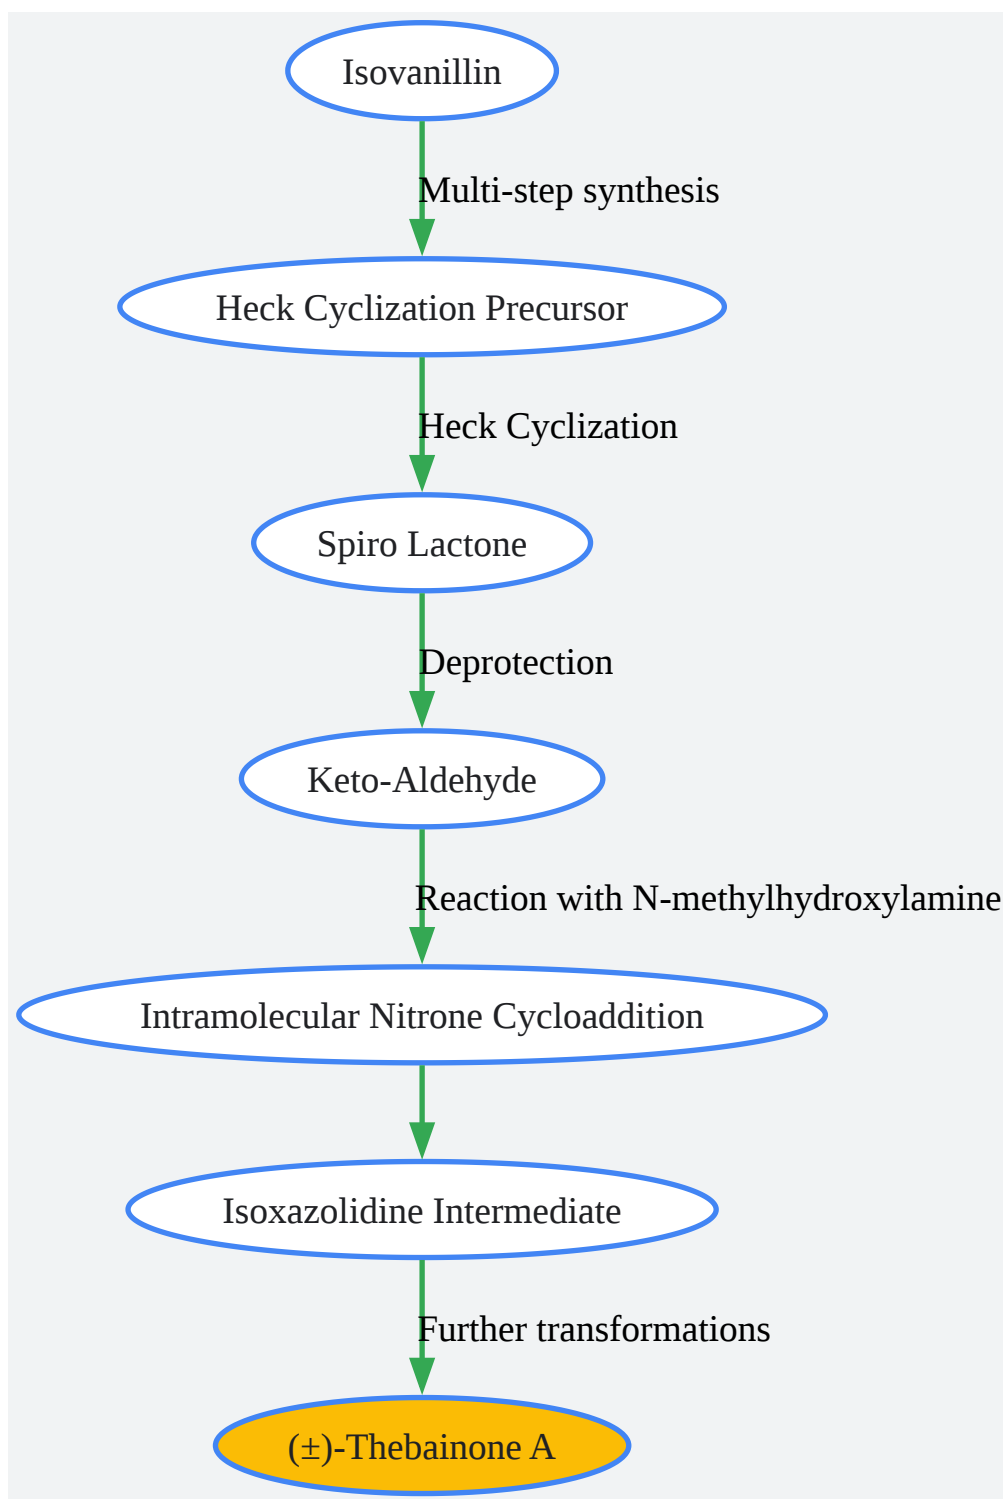 Isovanillin
Multi-step synthesis
Heck Cyclization Precursor
Heck Cyclization
Spiro Lactone
Deprotection
Keto-Aldehyde
Reaction with N-methylhydroxylamine
Intramolecular Nitrone Cycloaddition
Isoxazolidine Intermediate
Further transformations
(±)-Thebainone A